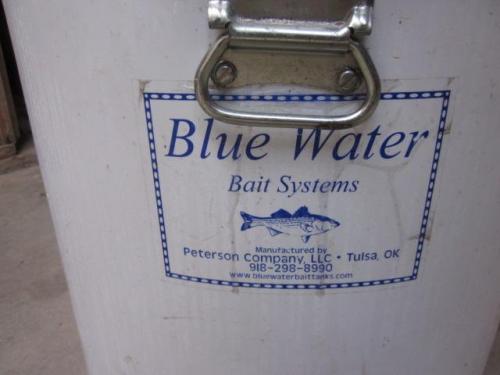 Blue Water
Bait Systems
Manufactured by
Peterson Company, LLC • Tulsa, OK
918-298-8990
www.bluewaterbaittanks.com